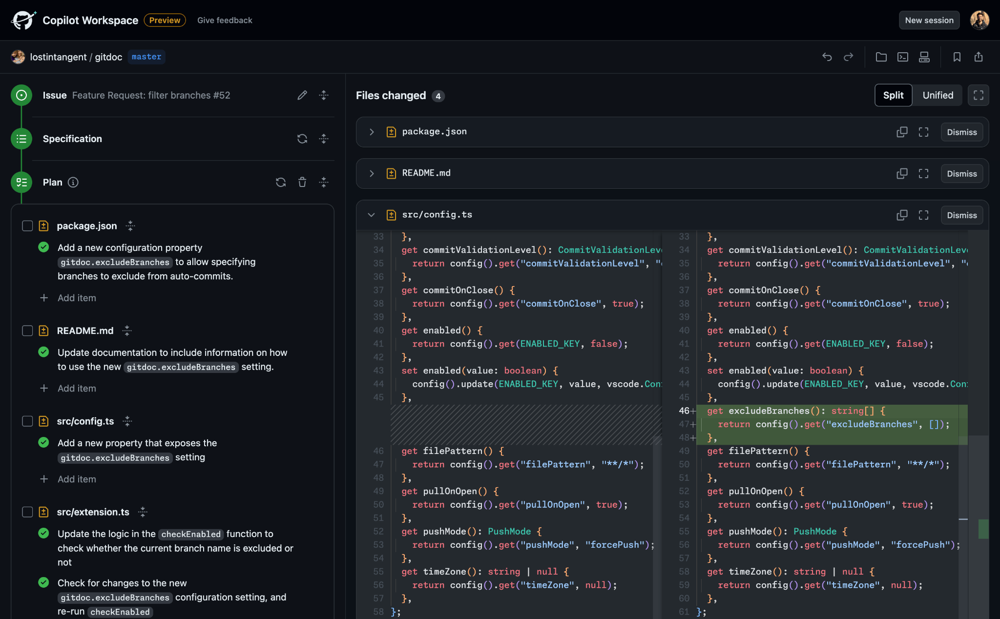 Copilot Workspace Preview Give feedback New session
lostintangent / gitdoc master
Issue Feature Request: filter branches #52
Specification
Plan
package.json
Add a new configuration property
gitdoc.excludeBranches to allow specifying
branches to exclude from auto-commits.
Add item
README.md
Update documentation to include information on how
to use the new gitdoc.excludeBranches setting.
Add item
src/config.ts
Add a new property that exposes the
gitdoc.excludeBranches setting
Add item
src/extension.ts
Update the logic in the checkEnabled function to
check whether the current branch name is excluded or
not
Check for changes to the new
gitdoc.excludeBranches configuration setting, and
re-run checkEnabled
Files changed 4 Split Unified
package.json Dismiss
README.md Dismiss
src/config.ts Dismiss
33 },
34 get commitValidationLevel(): CommitValidationLev
35 return config().get("commitValidationLevel", "
36 },
37 get commitOnClose() {
38 return config().get("commitOnClose", true);
39 },
40 get enabled() {
41 return config().get(ENABLED_KEY, false);
42 },
43 set enabled(value: boolean) {
44 config().update(ENABLED_KEY, value, vscode.Con
45 },
46 get filePattern() {
47 return config().get("filePattern", "**/*");
48 },
49 get pullOnOpen() {
50 return config().get("pullOnOpen", true);
51 },
52 get pushMode(): PushMode {
53 return config().get("pushMode", "forcePush");
54 },
55 get timeZone(): string | null {
56 return config().get("timeZone", null);
57 },
58 };
33 },
34 get commitValidationLevel(): CommitValidationLev
35 return config().get("commitValidationLevel", "
36 },
37 get commitOnClose() {
38 return config().get("commitOnClose", true);
39 },
40 get enabled() {
41 return config().get(ENABLED_KEY, false);
42 },
43 set enabled(value: boolean) {
44 config().update(ENABLED_KEY, value, vscode.Con
45 },
46+ get excludeBranches(): string[] {
47+ return config().get("excludeBranches", []);
48+ },
49 get filePattern() {
50 return config().get("filePattern", "**/*");
51 },
52 get pullOnOpen() {
53 return config().get("pullOnOpen", true);
54 },
55 get pushMode(): PushMode {
56 return config().get("pushMode", "forcePush");
57 },
58 get timeZone(): string | null {
59 return config().get("timeZone", null);
60 },
61 };